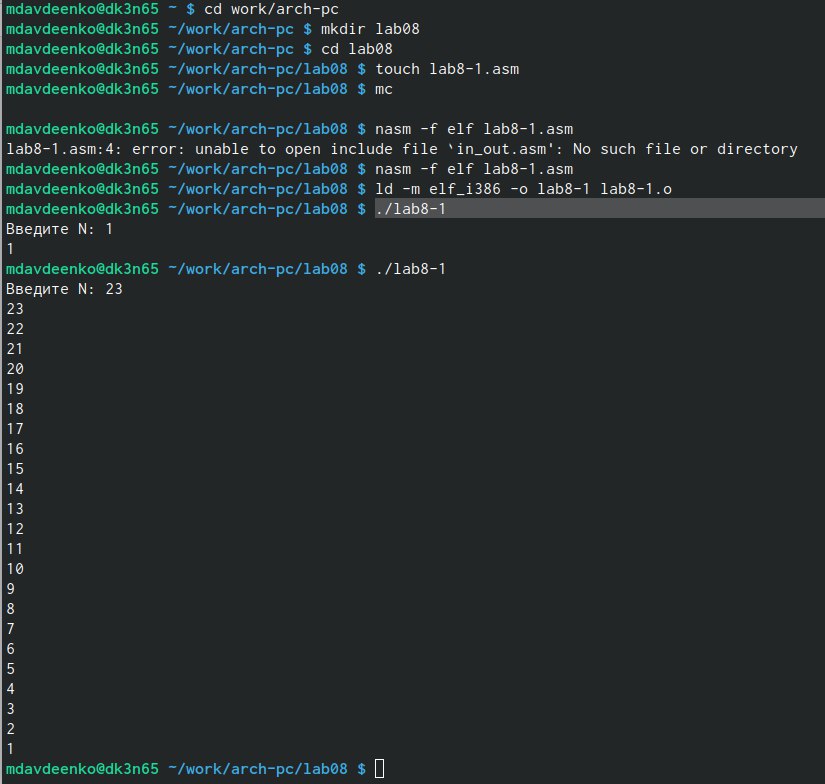 mdavdeenko@dk3n65 ~ $ cd work/arch-pc
mdavdeenko@dk3n65 ~/work/arch-pc $ mkdir lab08
mdavdeenko@dk3n65 ~/work/arch-pc $ cd lab08
mdavdeenko@dk3n65 ~/work/arch-pc/lab08 $ touch lab8-1.asm
mdavdeenko@dk3n65 ~/work/arch-pc/lab08 $ mc
mdavdeenko@dk3n65 ~/work/arch-pc/lab08 $ nasm -f elf lab8-1.asm
lab8-1.asm:4: error: unable to open include file `in_out.asm': No such file or directory
mdavdeenko@dk3n65 ~/work/arch-pc/lab08 $ nasm -f elf lab8-1.asm
mdavdeenko@dk3n65 ~/work/arch-pc/lab08 $ ld -m elf_i386 -o lab8-1 lab8-1.o
mdavdeenko@dk3n65 ~/work/arch-pc/lab08 $ ./lab8-1
Введите N: 1
1
mdavdeenko@dk3n65 ~/work/arch-pc/lab08 $ ./lab8-1
Введите N: 23
23
22
21
20
19
18
17
16
15
14
13
12
11
10
9
8
7
6
5
4
3
2
1
mdavdeenko@dk3n65 ~/work/arch-pc/lab08 $